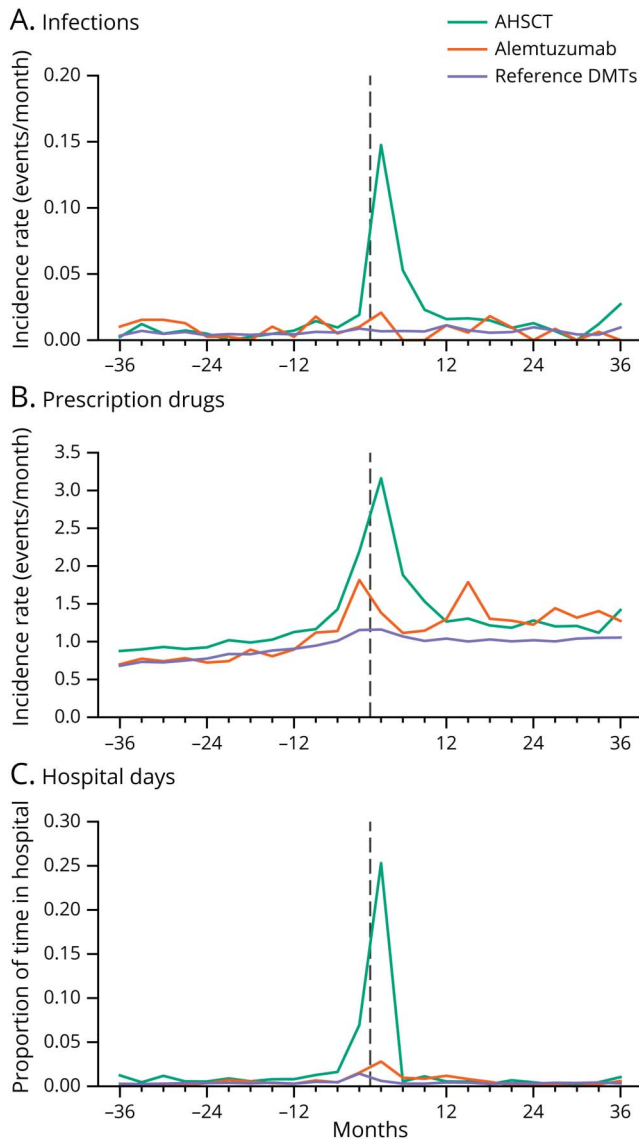 A. Infections
AHSCT
Alemtuzumab
Reference DMTs
Incidence rate (events/month)
0.20
0.15
0.10
0.05
0.00
–36 –24 –12 12 24 36
B. Prescription drugs
Incidence rate (events/month)
3.5
3.0
2.5
2.0
1.5
1.0
0.5
0.0
–36 –24 –12 12 24 36
C. Hospital days
Proportion of time in hospital
0.30
0.25
0.20
0.15
0.10
0.05
0.00
–36 –24 –12 12 24 36
Months